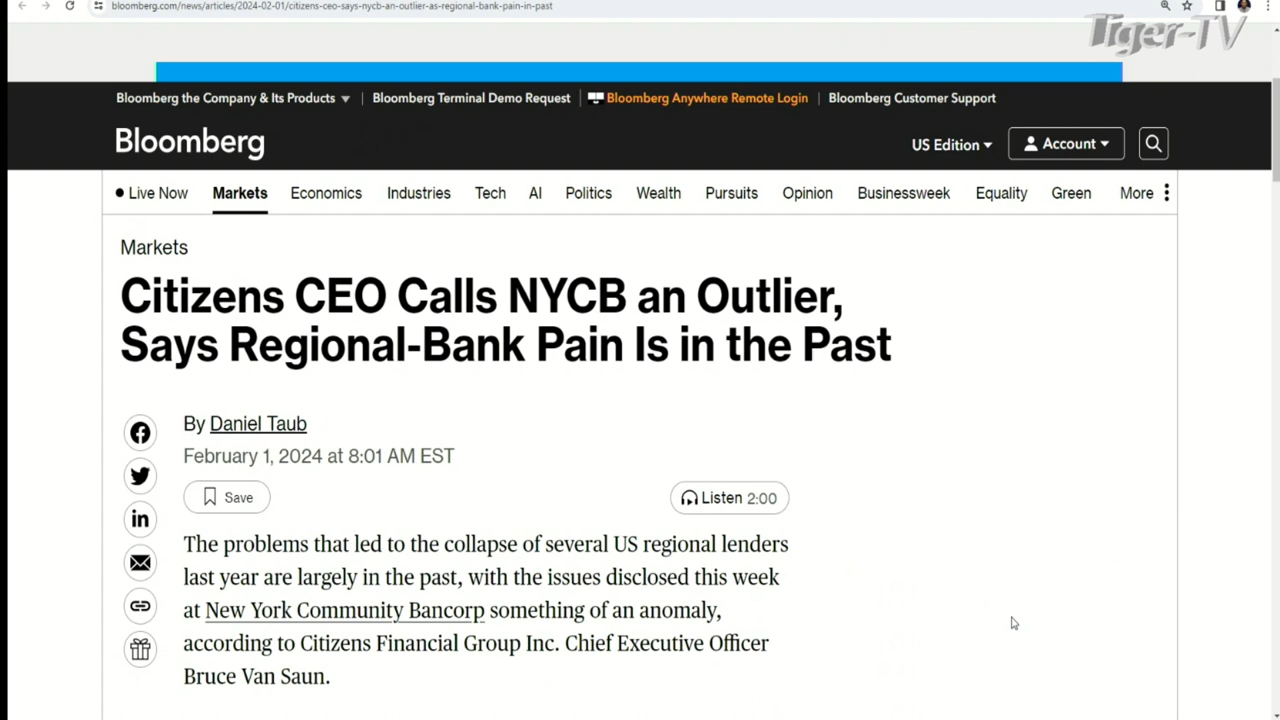 bloomberg.com/news/articles/2024-02-01/citizens-ceo-says-nycb-an-outlier-as-regional-bank-pain-in-past
Tiger-TV
Bloomberg the Company & Its Products
Bloomberg Terminal Demo Request
Bloomberg Anywhere Remote Login
Bloomberg Customer Support
Bloomberg
US Edition
Account
Live Now
Markets
Economics
Industries
Tech
AI
Politics
Wealth
Pursuits
Opinion
Businessweek
Equality
Green
More
Markets
Citizens CEO Calls NYCB an Outlier,
Says Regional-Bank Pain Is in the Past
By Daniel Taub
February 1, 2024 at 8:01 AM EST
Save
Listen 2:00
The problems that led to the collapse of several US regional lenders
last year are largely in the past, with the issues disclosed this week
at New York Community Bancorp something of an anomaly,
according to Citizens Financial Group Inc. Chief Executive Officer
Bruce Van Saun.